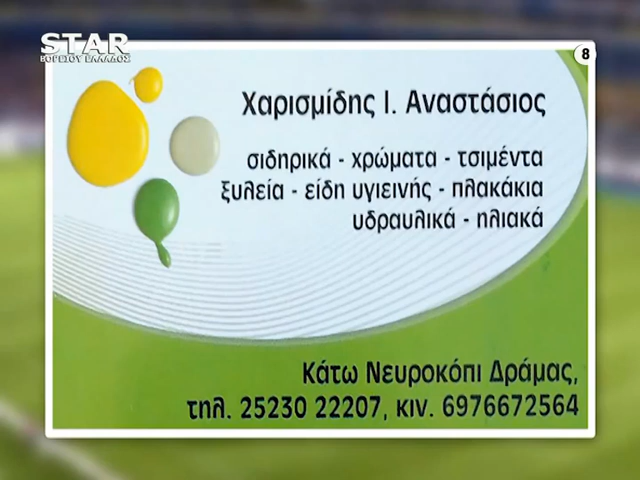 STAR
ΒΟΡΕΙΟΥ ΕΛΛΑΔΟΣ
8
Χαρισμίδης Ι. Αναστάσιος
σιδηρικά - χρώματα - τσιμέντα
ξυλεία - είδη υγιεινής - πλακάκια
υδραυλικά - ηλιακά
Κάτω Νευροκόπι Δράμας,
τηλ. 25230 22207, κιν. 6976672564